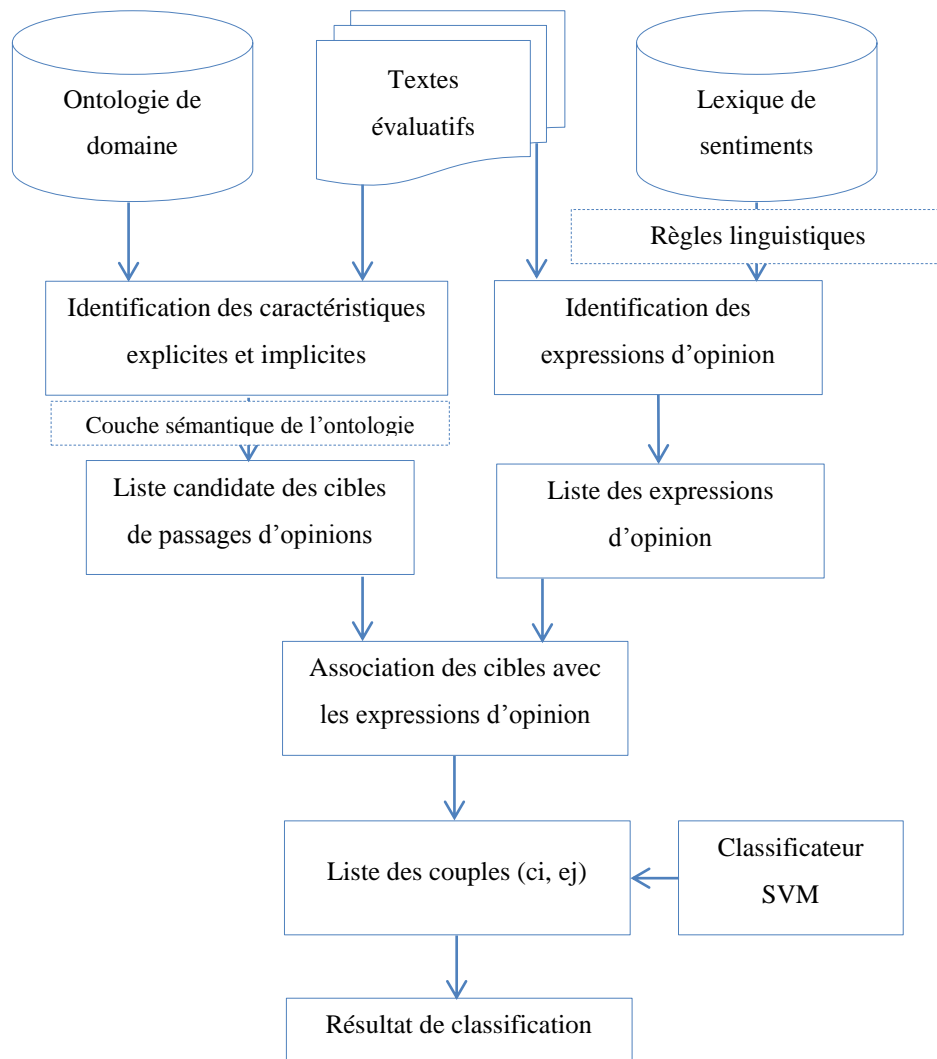 Ontologie de
domaine
Textes
évaluatifs
Lexique de
sentiments
Règles linguistiques
Identification des caractéristiques
explicites et implicites
Identification des
expressions d’opinion
Couche sémantique de l’ontologie
Liste candidate des cibles
de passages d’opinions
Liste des expressions
d’opinion
Association des cibles avec
les expressions d’opinion
Liste des couples (ci, ej)
Classificateur
SVM
Résultat de classification